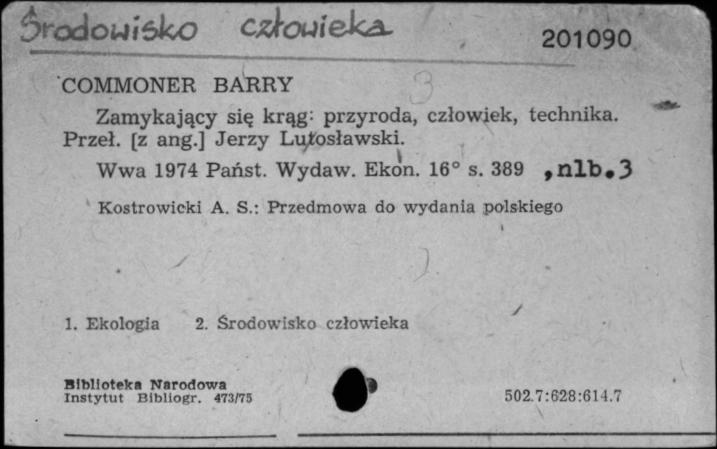 Środowisko człowieka
201090
COMMONER BARRY
3
Zamykający się krąg: przyroda, człowiek, technika.
Przeł. [z ang.] Jerzy Lutosławski.
Wwa 1974 Państ. Wydaw. Ekon. 16° s. 389 ,nlb.3
Kostrowicki A. S.: Przedmowa do wydania polskiego
1. Ekologia 2. Środowisko człowieka
Biblioteka Narodowa
Instytut Bibliogr. 473/75
502.7:628:614.7